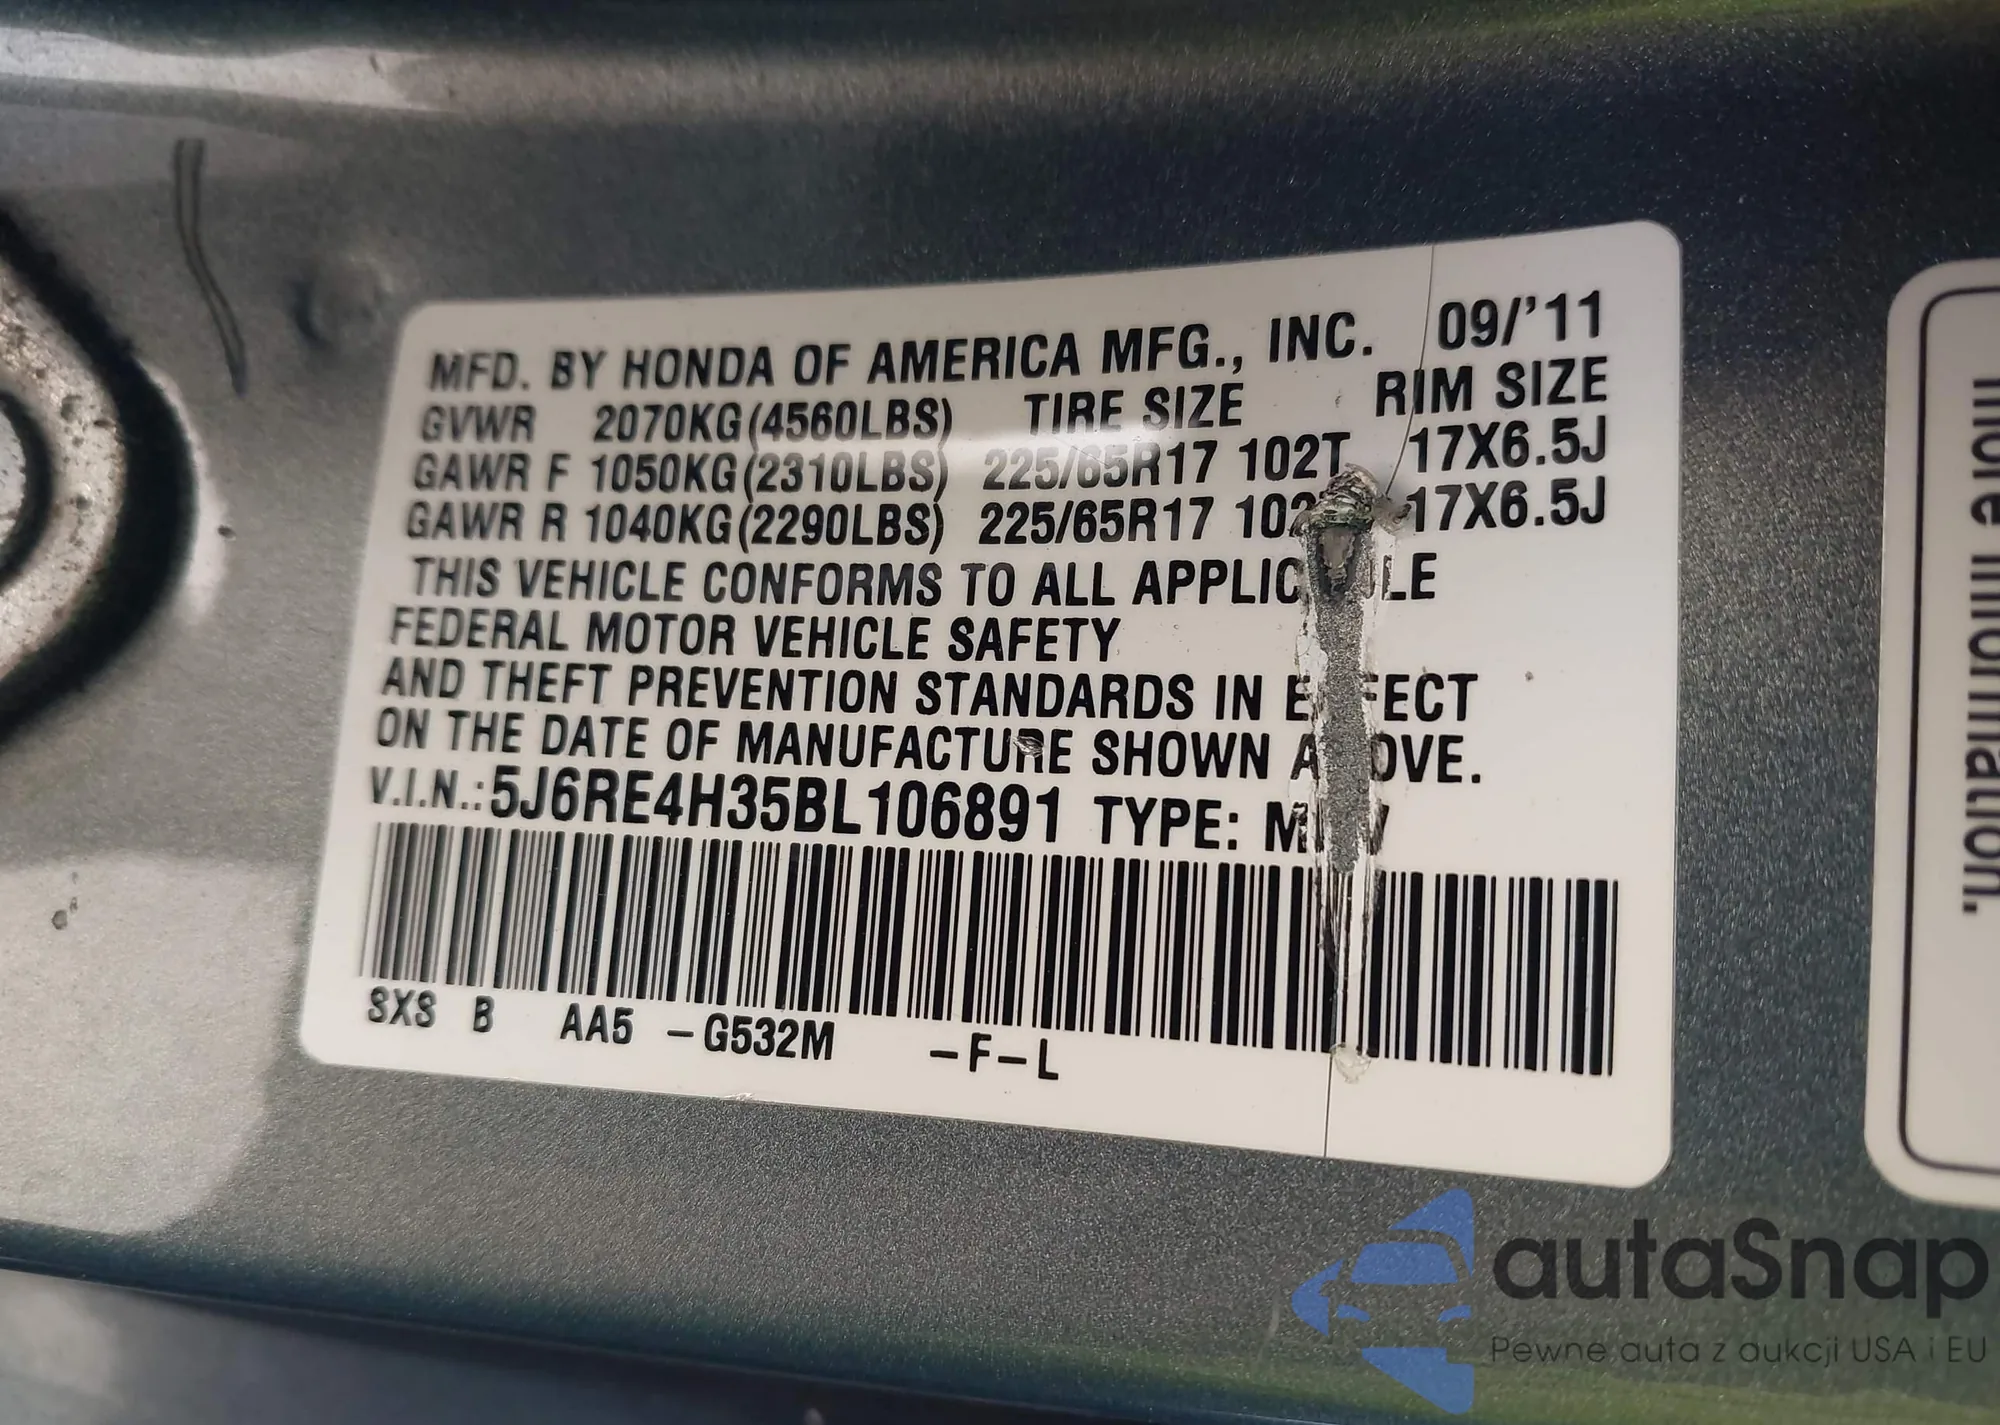 MFD. BY HONDA OF AMERICA MFG., INC. 09/'11
GVWR 2070KG(4560LBS) TIRE SIZE RIM SIZE
GAWR F 1050KG(2310LBS) 225/65R17 102T 17X6.5J
GAWR R 1040KG(2290LBS) 225/65R17 17X6.5J
THIS VEHICLE CONFORMS TO ALL
FEDERAL MOTOR VEHICLE SAFETY
AND THEFT PREVENTION STANDARDS IN
ON THE DATE OF MANUFACTURE SHOWN
V.I.N.: 5J6RE4H35BL106891 TYPE:
SXS B AA5 -G532M -F-L
more information.
autaSnap
Pewne auta z aukcji USA i EU